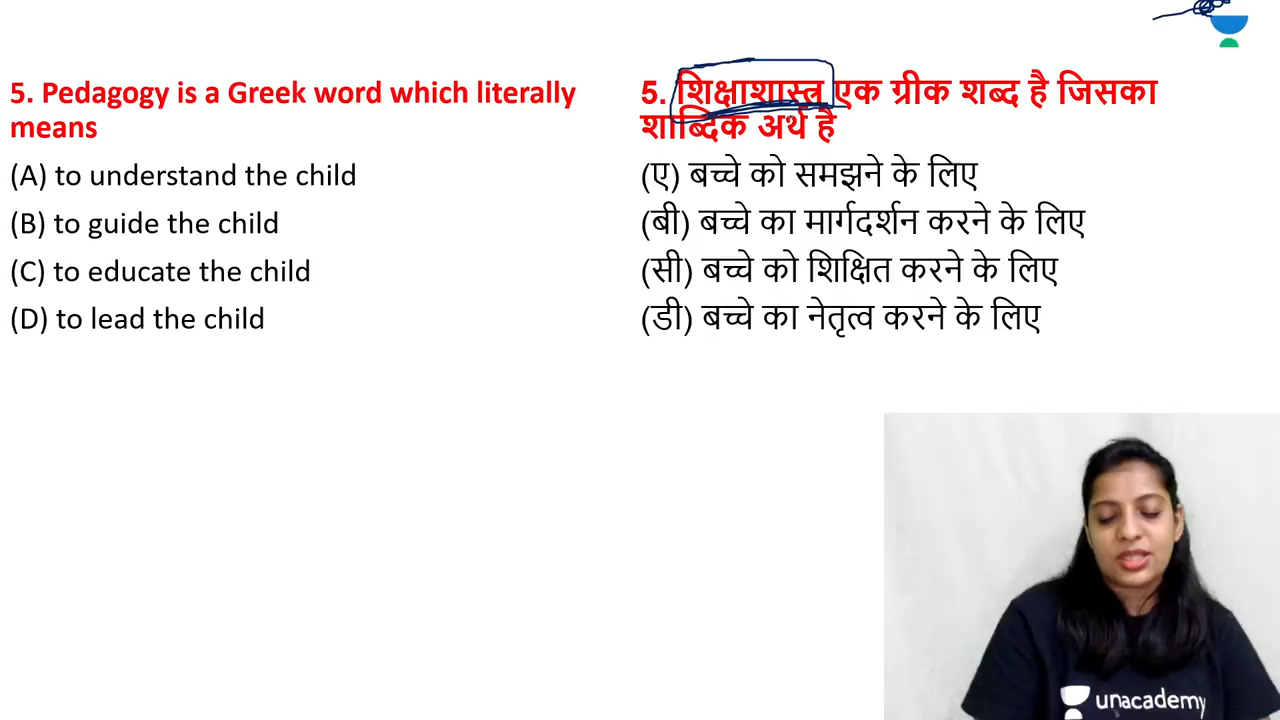 5. Pedagogy is a Greek word which literally
means
(A) to understand the child
(B) to guide the child
(C) to educate the child
(D) to lead the child
5. शिक्षाशास्त्र एक ग्रीक शब्द है जिसका
शाब्दिक अर्थ है
(ए) बच्चे को समझने के लिए
(बी) बच्चे का मार्गदर्शन करने के लिए
(सी) बच्चे को शिक्षित करने के लिए
(डी) बच्चे का नेतृत्व करने के लिए
unacademy